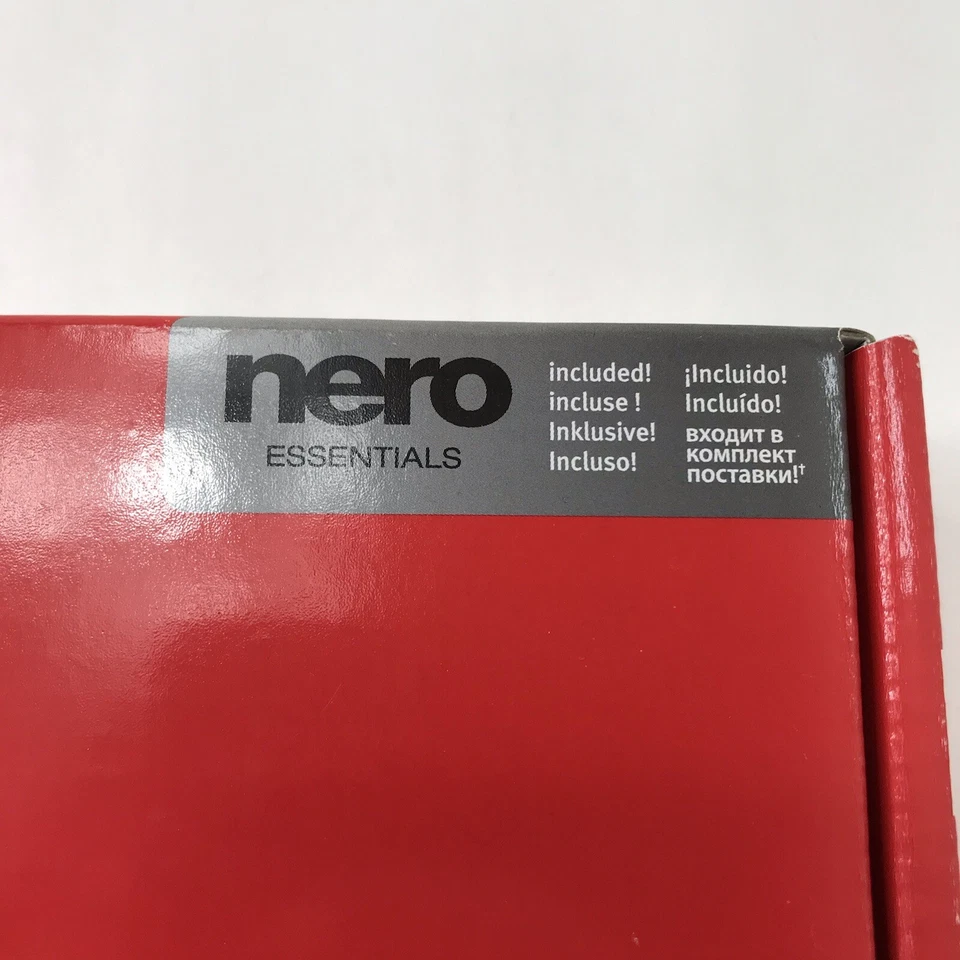 nero
ESSENTIALS
included!
incluse !
Inklusive!
Incluso!
¡Incluido!
Incluído!
входит в
комплект
поставки!†